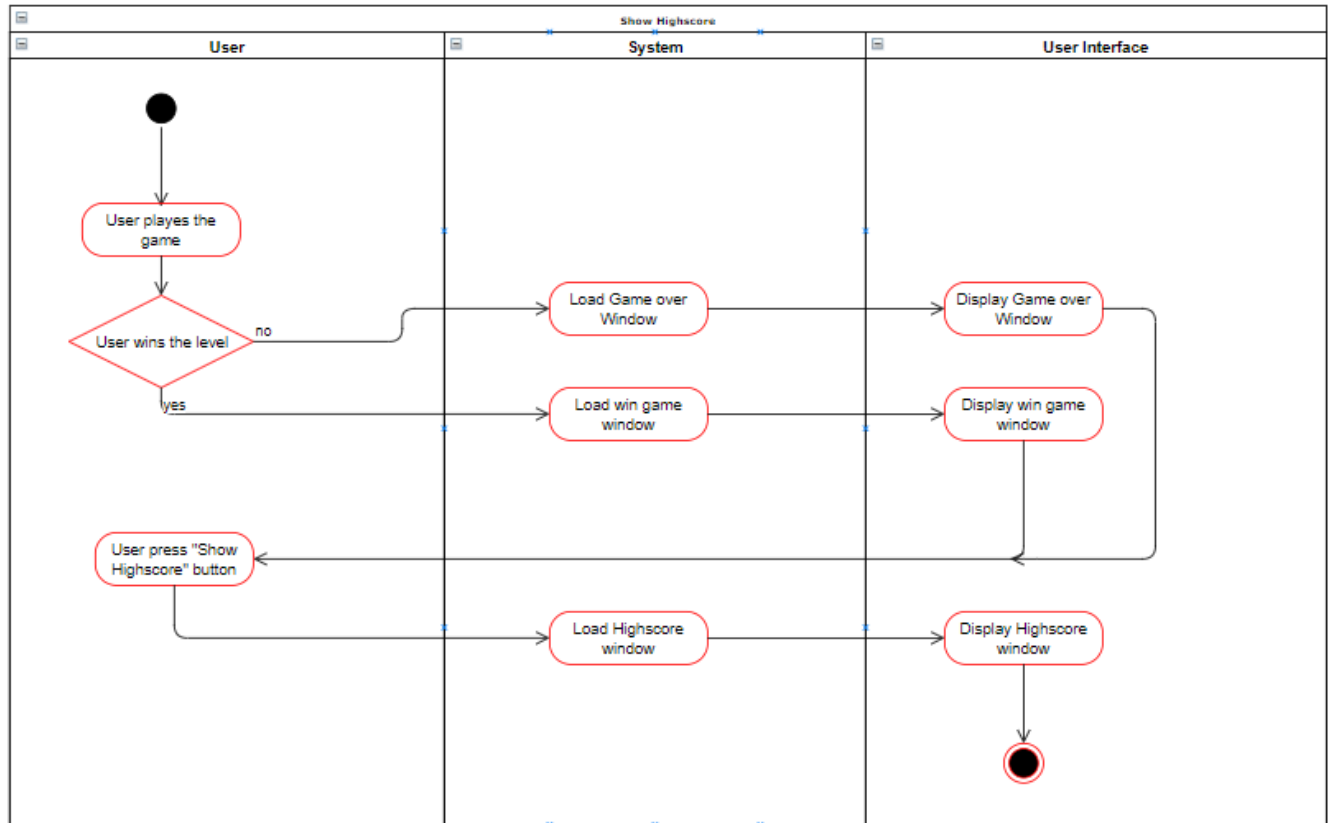 Show Highscore
User
System
User Interface
User playes the
game
User wins the level
no
yes
Load Game over
Window
Display Game over
Window
Load win game
window
Display win game
window
User press "Show
Highscore" button
Load Highscore
window
Display Highscore
window